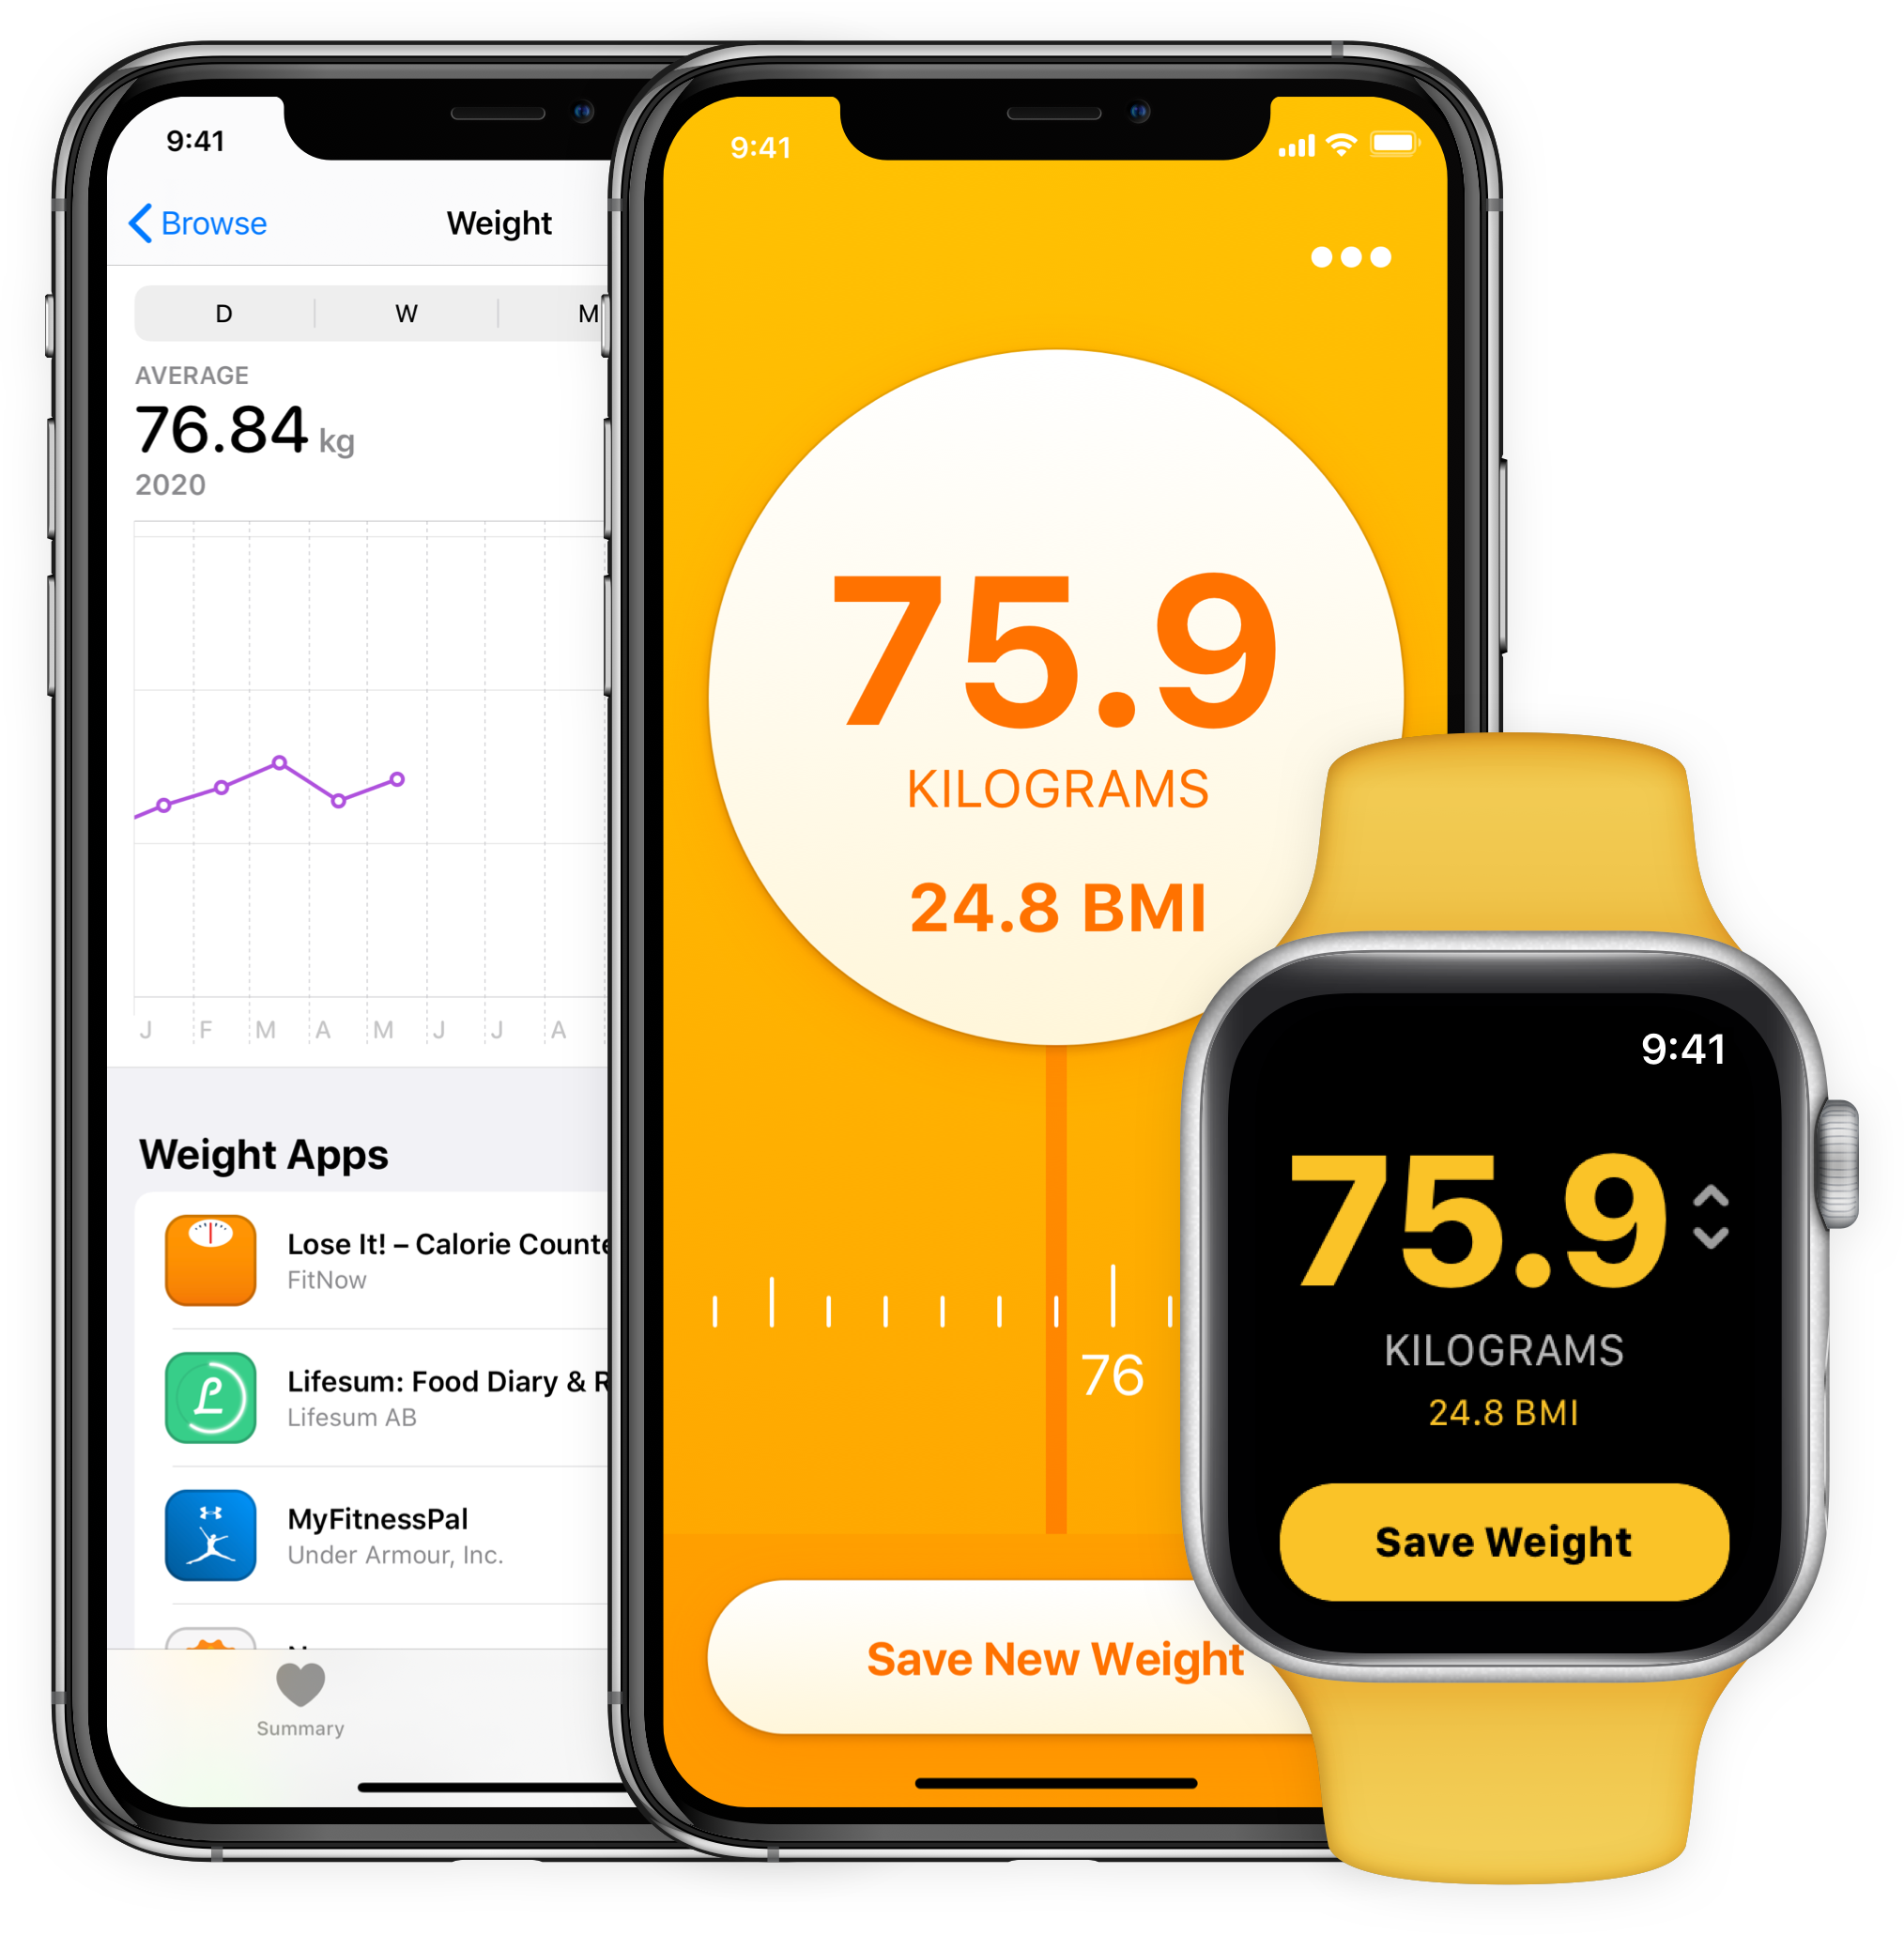 9:41
Browse
Weight
D W M
AVERAGE
76.84 kg
2020
J F M A M J J A
Weight Apps
Lose It! – Calorie Counte
FitNow
Lifesum: Food Diary & R
Lifesum AB
MyFitnessPal
Under Armour, Inc.
Summary
9:41
75.9
KILOGRAMS
24.8 BMI
76
Save New Weight
9:41
75.9
KILOGRAMS
24.8 BMI
Save Weight